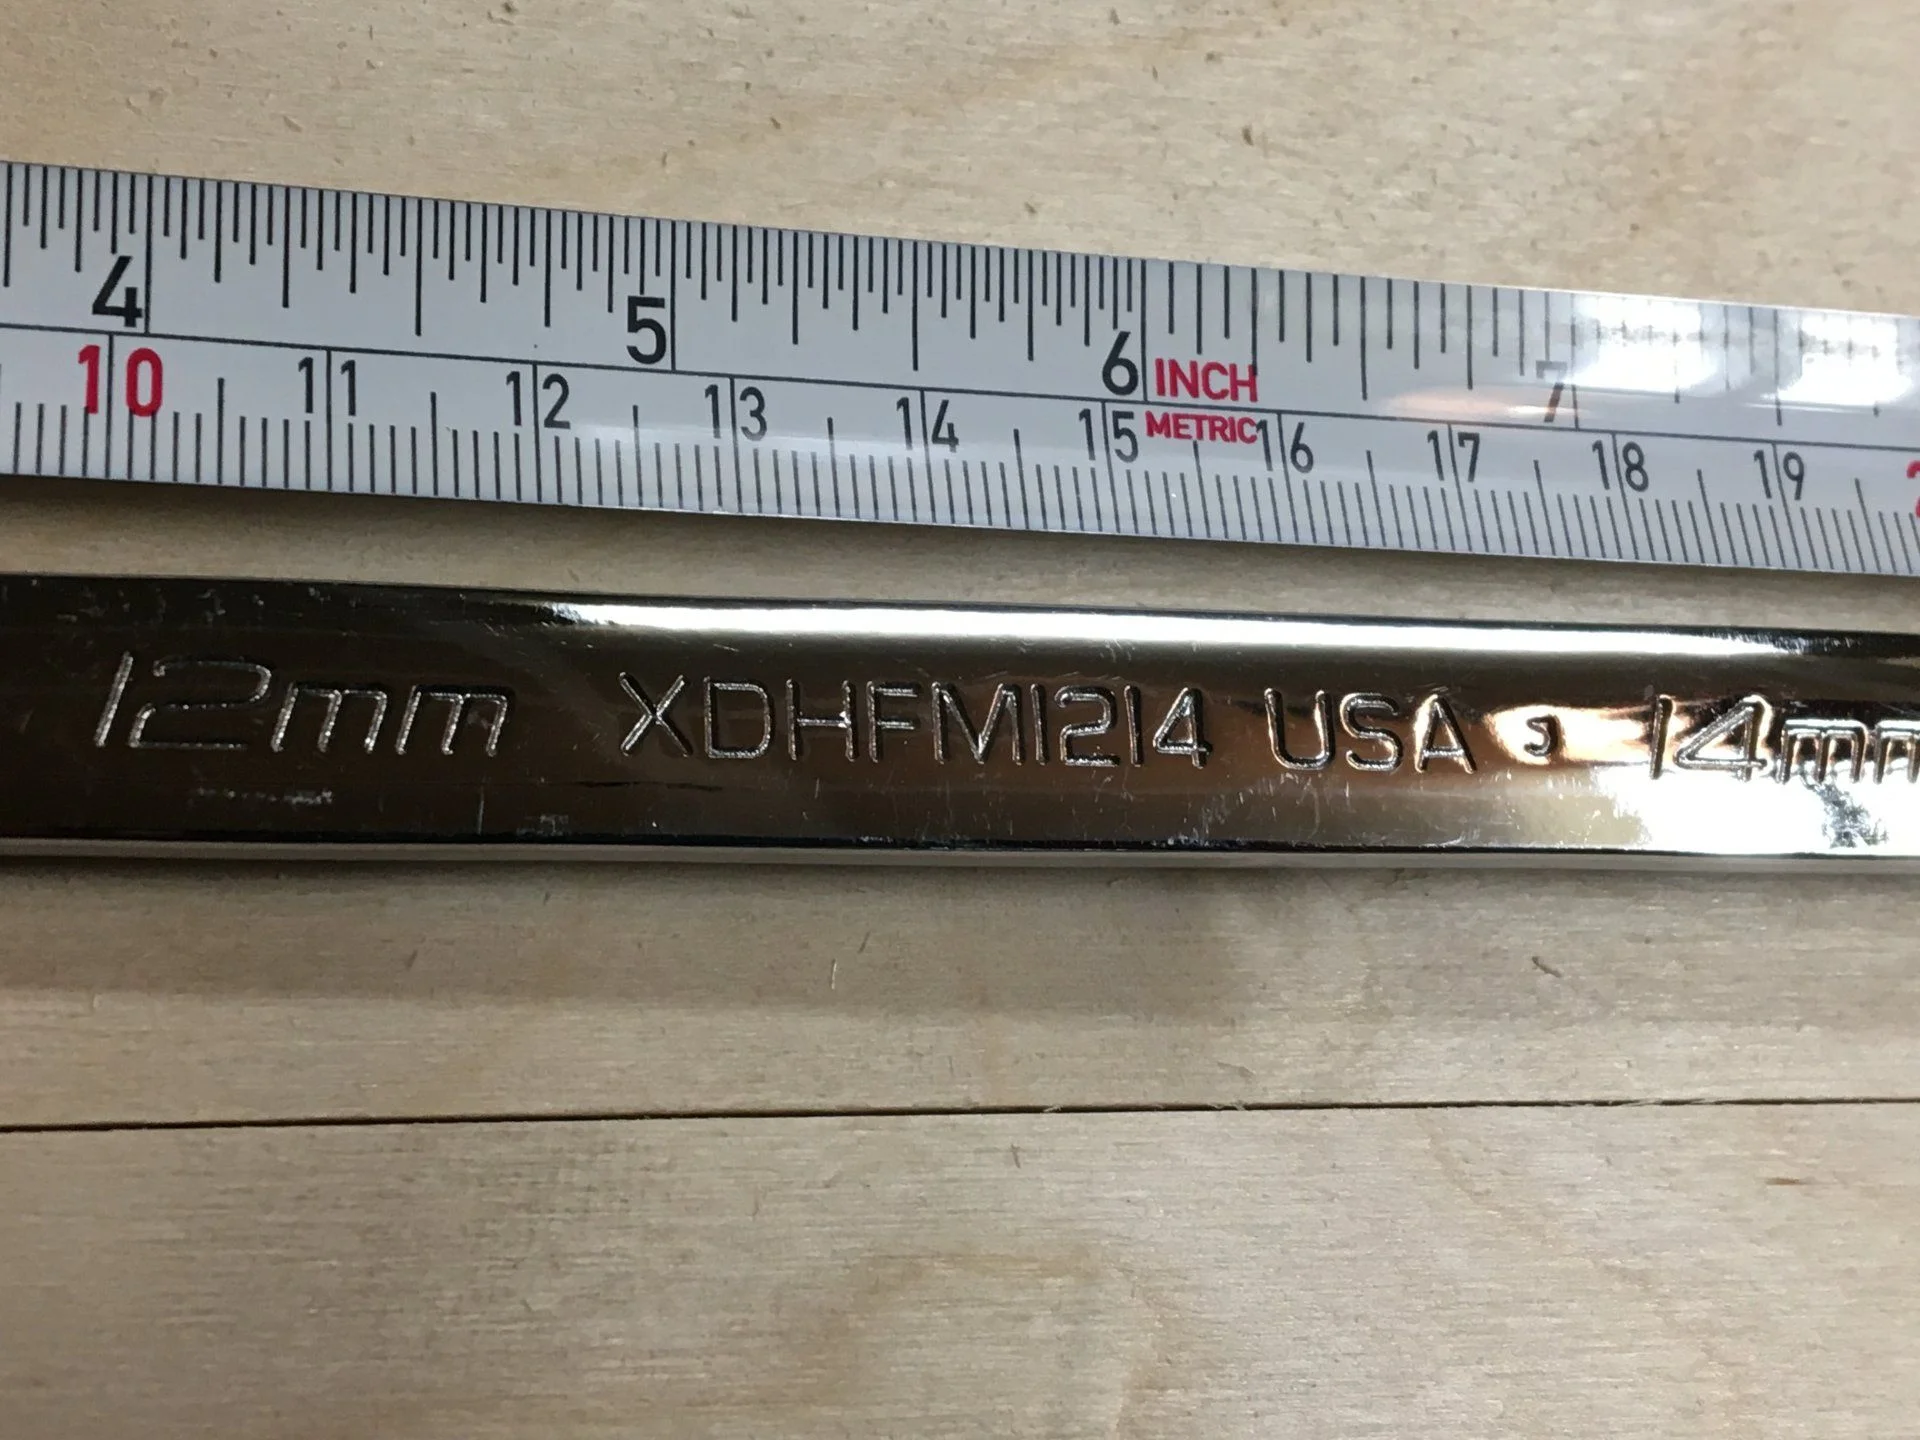 4 5 6 INCH 7
10 11 12 13 14 15 METRIC 16 17 18 19
12mm XDHFM1214 USA 14mm